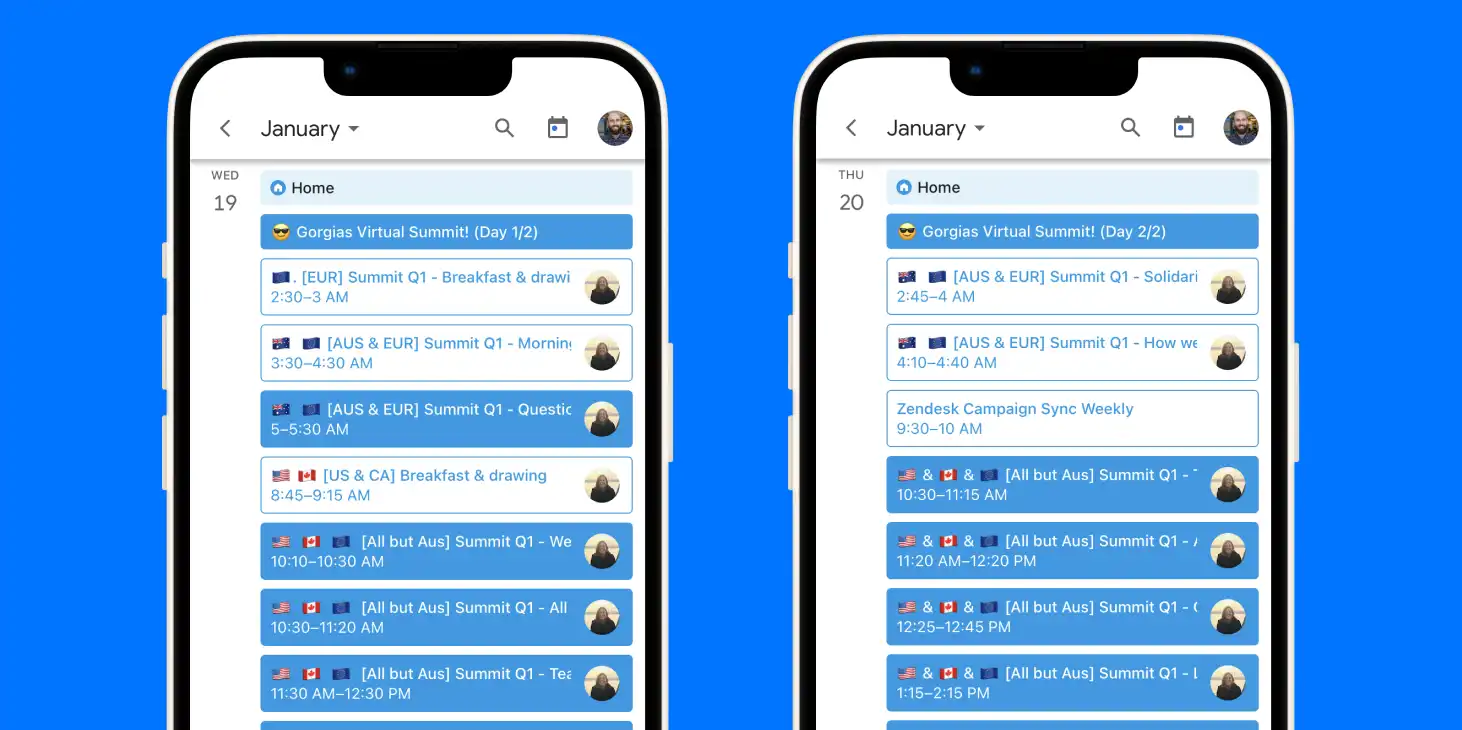 January
WED
19
Home
😎 Gorgias Virtual Summit! (Day 1/2)
🇪🇺. [EUR] Summit Q1 - Breakfast & drawi
2:30–3 AM
🇦🇺 🇪🇺 [AUS & EUR] Summit Q1 - Morning
3:30–4:30 AM
🇦🇺 🇪🇺 [AUS & EUR] Summit Q1 - Questio
5–5:30 AM
🇺🇸 🇨🇦 [US & CA] Breakfast & drawing
8:45–9:15 AM
🇺🇸 🇨🇦 🇪🇺 [All but Aus] Summit Q1 - We
10:10–10:30 AM
🇺🇸 🇨🇦 🇪🇺 [All but Aus] Summit Q1 - All
10:30–11:20 AM
🇺🇸 🇨🇦 🇪🇺 [All but Aus] Summit Q1 - Tea
11:30 AM–12:30 PM
January
THU
20
Home
😎 Gorgias Virtual Summit! (Day 2/2)
🇦🇺 🇪🇺 [AUS & EUR] Summit Q1 - Solidari
2:45–4 AM
🇦🇺 🇪🇺 [AUS & EUR] Summit Q1 - How we
4:10–4:40 AM
Zendesk Campaign Sync Weekly
9:30–10 AM
🇺🇸 & 🇨🇦 & 🇪🇺 [All but Aus] Summit Q1 -
10:30–11:15 AM
🇺🇸 & 🇨🇦 & 🇪🇺 [All but Aus] Summit Q1 -
11:20 AM–12:20 PM
🇺🇸 & 🇨🇦 & 🇪🇺 [All but Aus] Summit Q1 -
12:25–12:45 PM
🇺🇸 & 🇨🇦 & 🇪🇺 [All but Aus] Summit Q1 -
1:15–2:15 PM